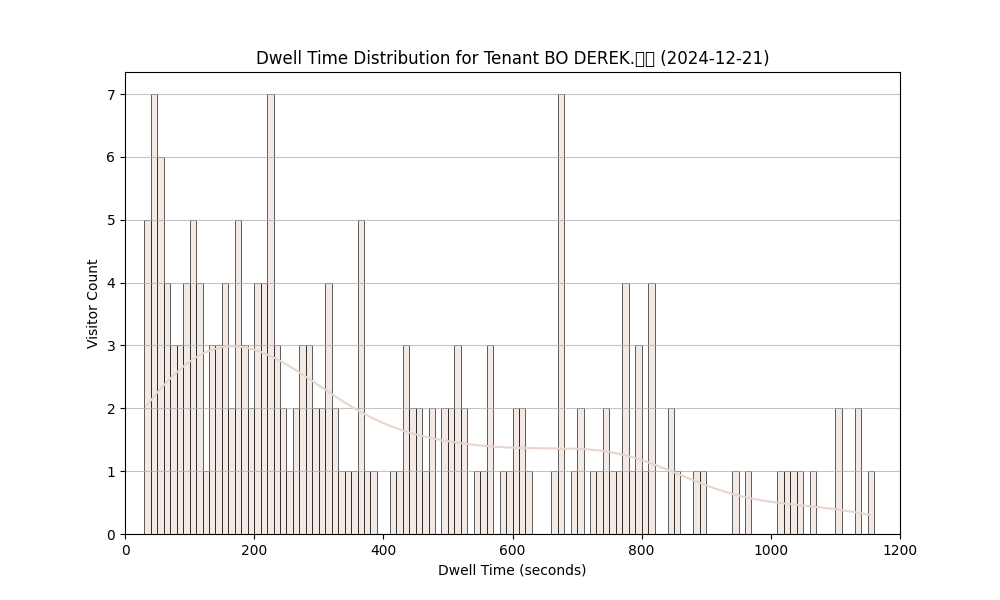 Dwell Time Distribution for Tenant BO DEREK.▯▯ (2024-12-21)
7
6
5
4
3
2
1
0
Visitor Count
0 200 400 600 800 1000 1200
Dwell Time (seconds)